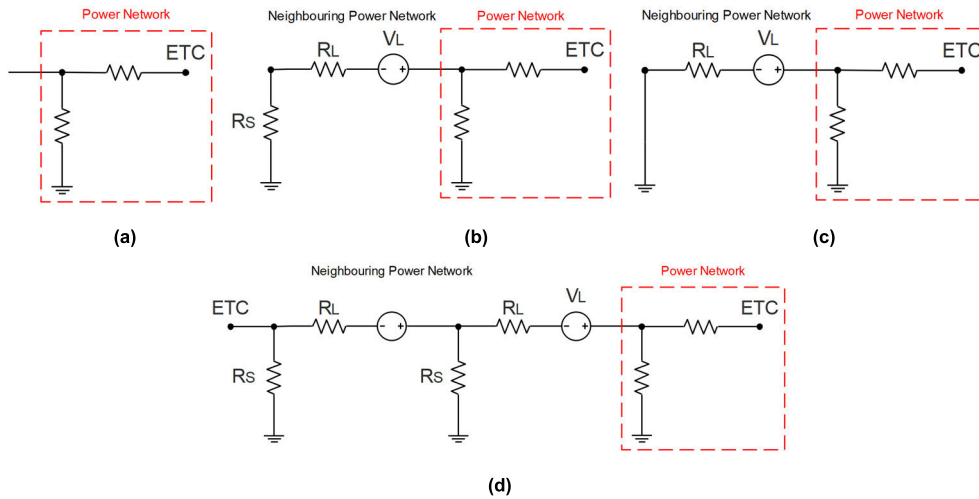 Power Network
ETC
(a)
Neighbouring Power Network
Power Network
RL
VL
ETC
RS
- +
(b)
Neighbouring Power Network
Power Network
RL
VL
ETC
- +
(c)
Neighbouring Power Network
Power Network
ETC
RL
RL
VL
ETC
- +
- +
RS
RS
(d)